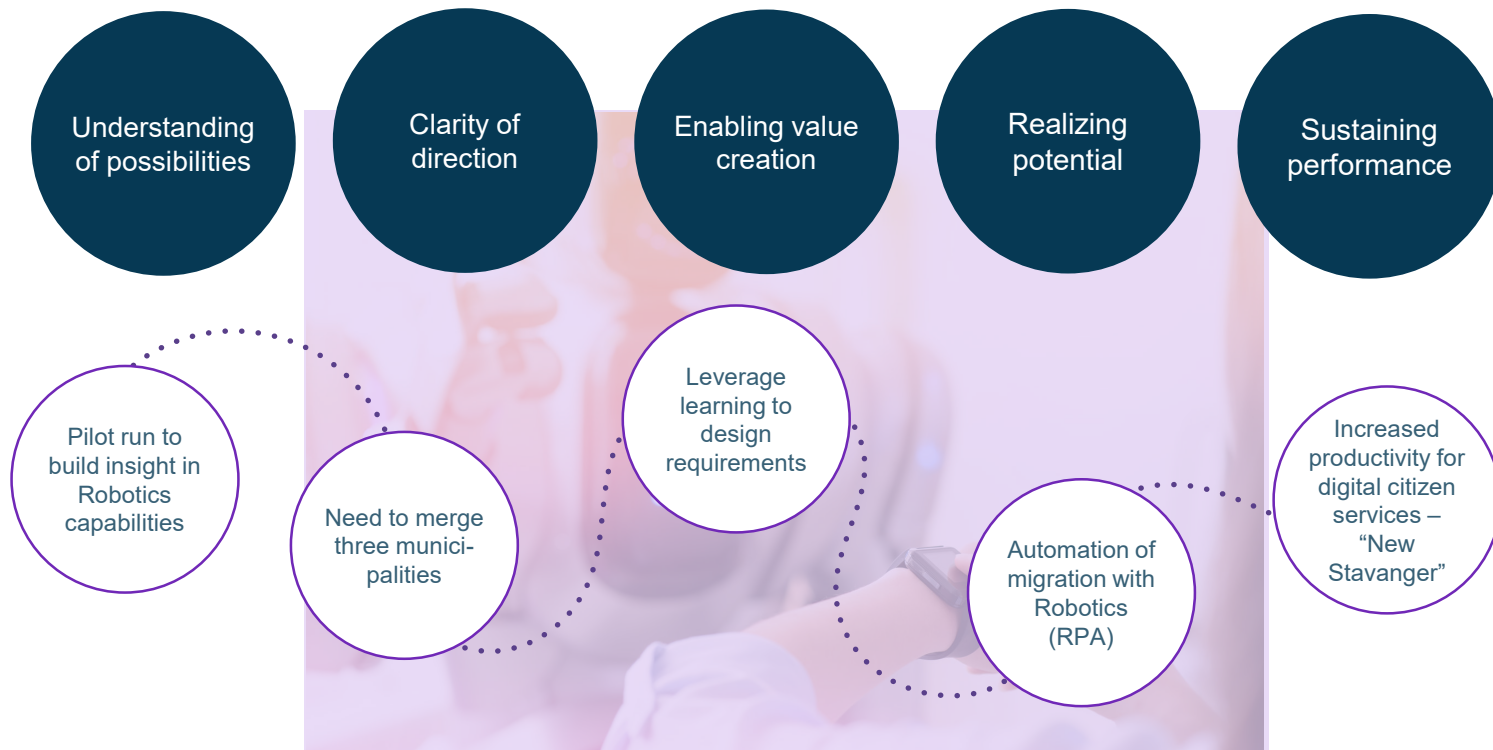 Understanding
of possibilities
Clarity of
direction
Enabling value
creation
Realizing
potential
Sustaining
performance
Pilot run to
build insight in
Robotics
capabilities
Need to merge
three munici-
palities
Leverage
learning to
design
requirements
Automation of
migration with
Robotics
(RPA)
Increased
productivity for
digital citizen
services –
“New
Stavanger”